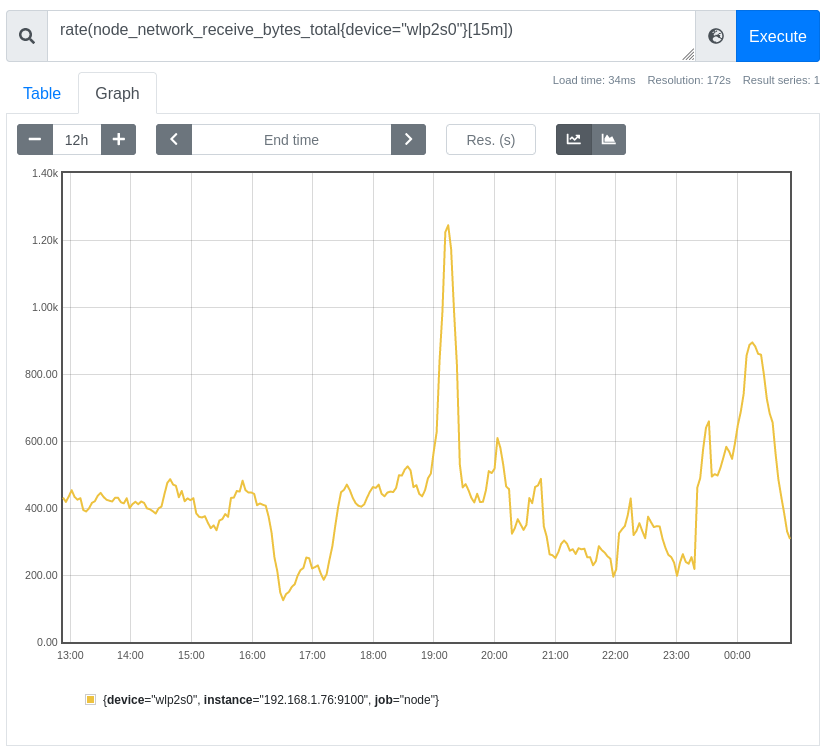 rate(node_network_receive_bytes_total{device="wlp2s0"}[15m])
Execute
Load time: 34ms Resolution: 172s Result series: 1
Table Graph
12h End time Res. (s)
1.40k
1.20k
1.00k
800.00
600.00
400.00
200.00
0.00
13:00 14:00 15:00 16:00 17:00 18:00 19:00 20:00 21:00 22:00 23:00 00:00
{device="wlp2s0", instance="192.168.1.76:9100", job="node"}